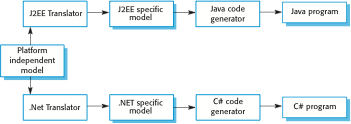 J2EE Translator
J2EE specific
model
Java code
generator
Java program
Platform
independent
model
.Net Translator
.NET specific
model
C# code
generator
C# program